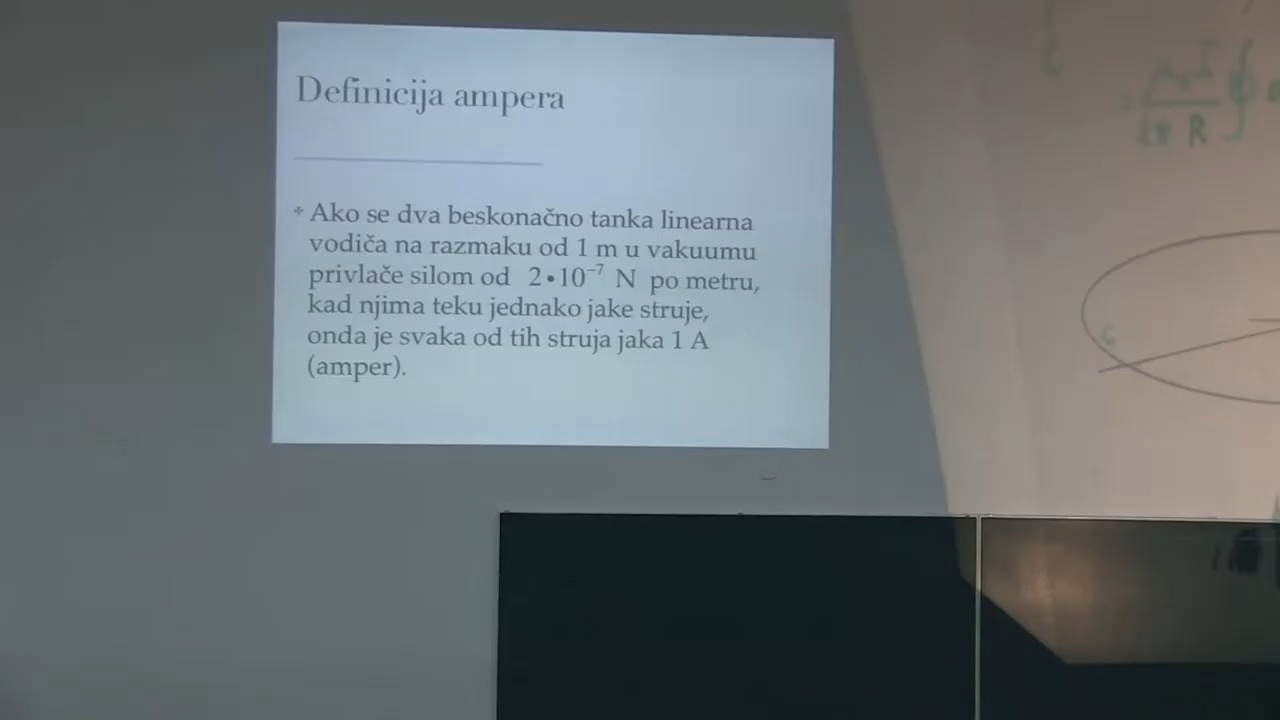 Definicija ampera
Ako se dva beskonačno tanka linearna
vodiča na razmaku od 1 m u vakuumu
privlače silom od 2•10⁻⁷ N po metru,
kad njima teku jednako jake struje,
onda je svaka od tih struja jaka 1 A
(amper).
R